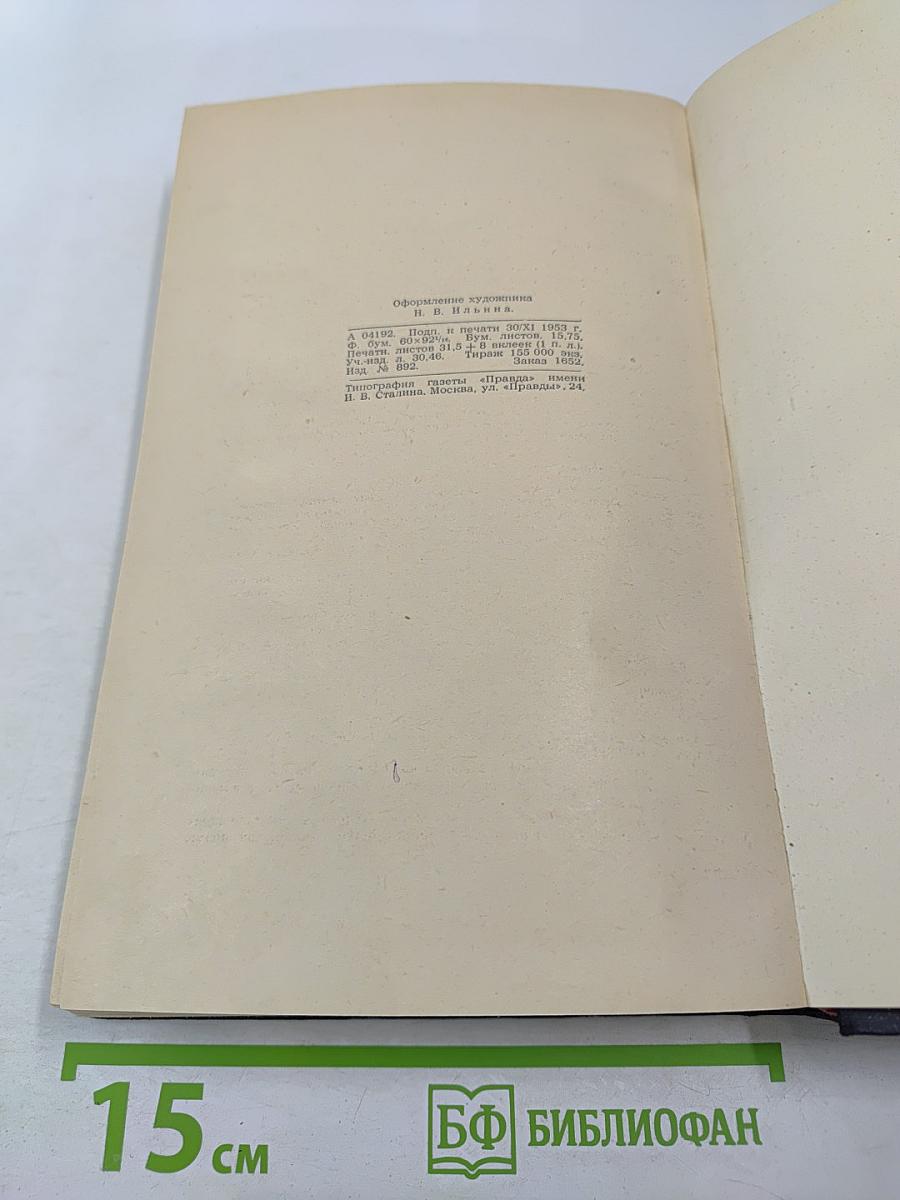 Оформление художника
Н. В. Ильина.
А 04192. Подп. к печати 30/XI 1953 г.
Ф. бум. 60×92¹/₁₆. Бум. листов. 15,75.
Печатн. листов 31,5 + 8 вклеек (1 п. л.).
Уч.-изд. л. 30,46. Тираж 155 000 экз.
Изд. № 892. Заказ 1652.
Типография газеты «Правда» имени
И. В. Сталина. Москва, ул. «Правды», 24.
15 см
БФ БИБЛИОФАН